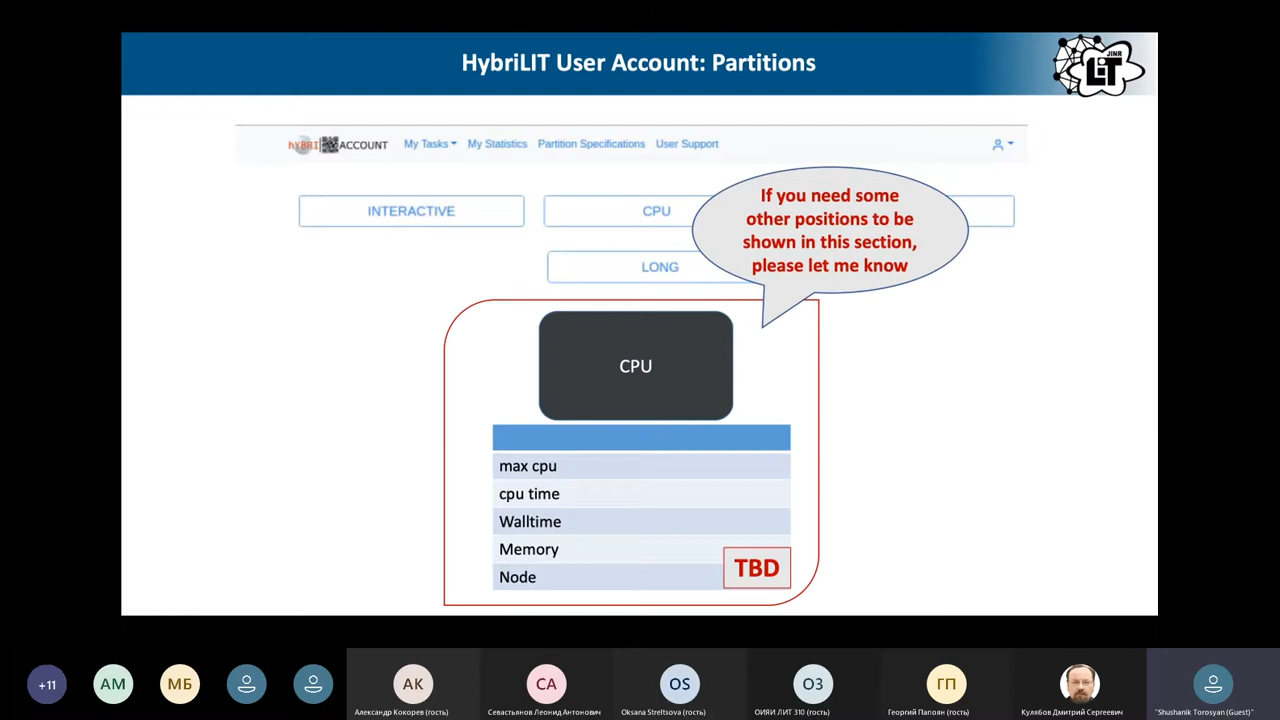 HybriLIT User Account: Partitions
JINR
LIT
hYBRI ACCOUNT My Tasks My Statistics Partition Specifications User Support
INTERACTIVE
CPU
LONG
If you need some
other positions to be
shown in this section,
please let me know
CPU
max cpu
cpu time
Walltime
Memory
Node
TBD
+11
АМ
МБ
АК
СА
OS
ОЗ
ГП
Александр Кокорев (гость)
Севастьянов Леонид Антонович
Oksana Streltsova (гость)
ОИЯИ ЛИТ 310 (гость)
Георгий Папоян (гость)
Кулябов Дмитрий Сергеевич
"Shushanik Torosyan (Guest)"